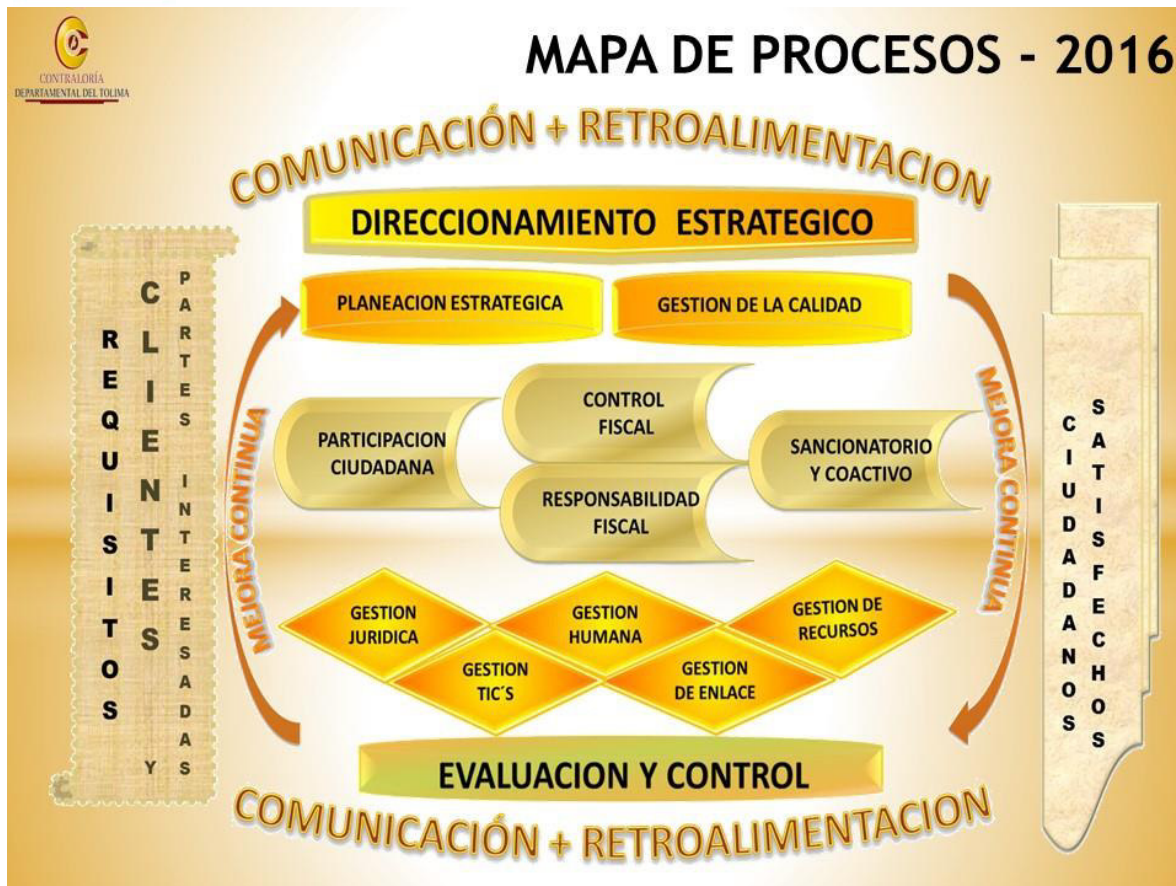 CONTRALORÍA
DEPARTAMENTAL DEL TOLIMA
MAPA DE PROCESOS - 2016
COMUNICACIÓN + RETROALIMENTACION
DIRECCIONAMIENTO ESTRATEGICO
PLANEACION ESTRATEGICA
GESTION DE LA CALIDAD
REQUISITOS
CLIENTES Y
PARTES INTERESADAS
MEJORA CONTINUA
PARTICIPACION
CIUDADANA
CONTROL
FISCAL
RESPONSABILIDAD
FISCAL
SANCIONATORIO
Y COACTIVO
MEJORA CONTINUA
CIUDADANOS
SATISFECHOS
GESTION
JURIDICA
GESTION
HUMANA
GESTION DE
RECURSOS
GESTION
TIC´S
GESTION
DE ENLACE
EVALUACION Y CONTROL
COMUNICACIÓN + RETROALIMENTACION